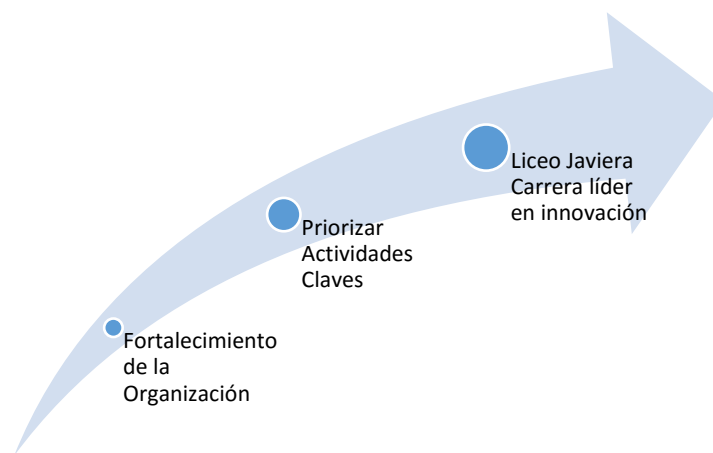 Fortalecimiento
de la
Organización
Priorizar
Actividades
Claves
Liceo Javiera
Carrera líder
en innovación